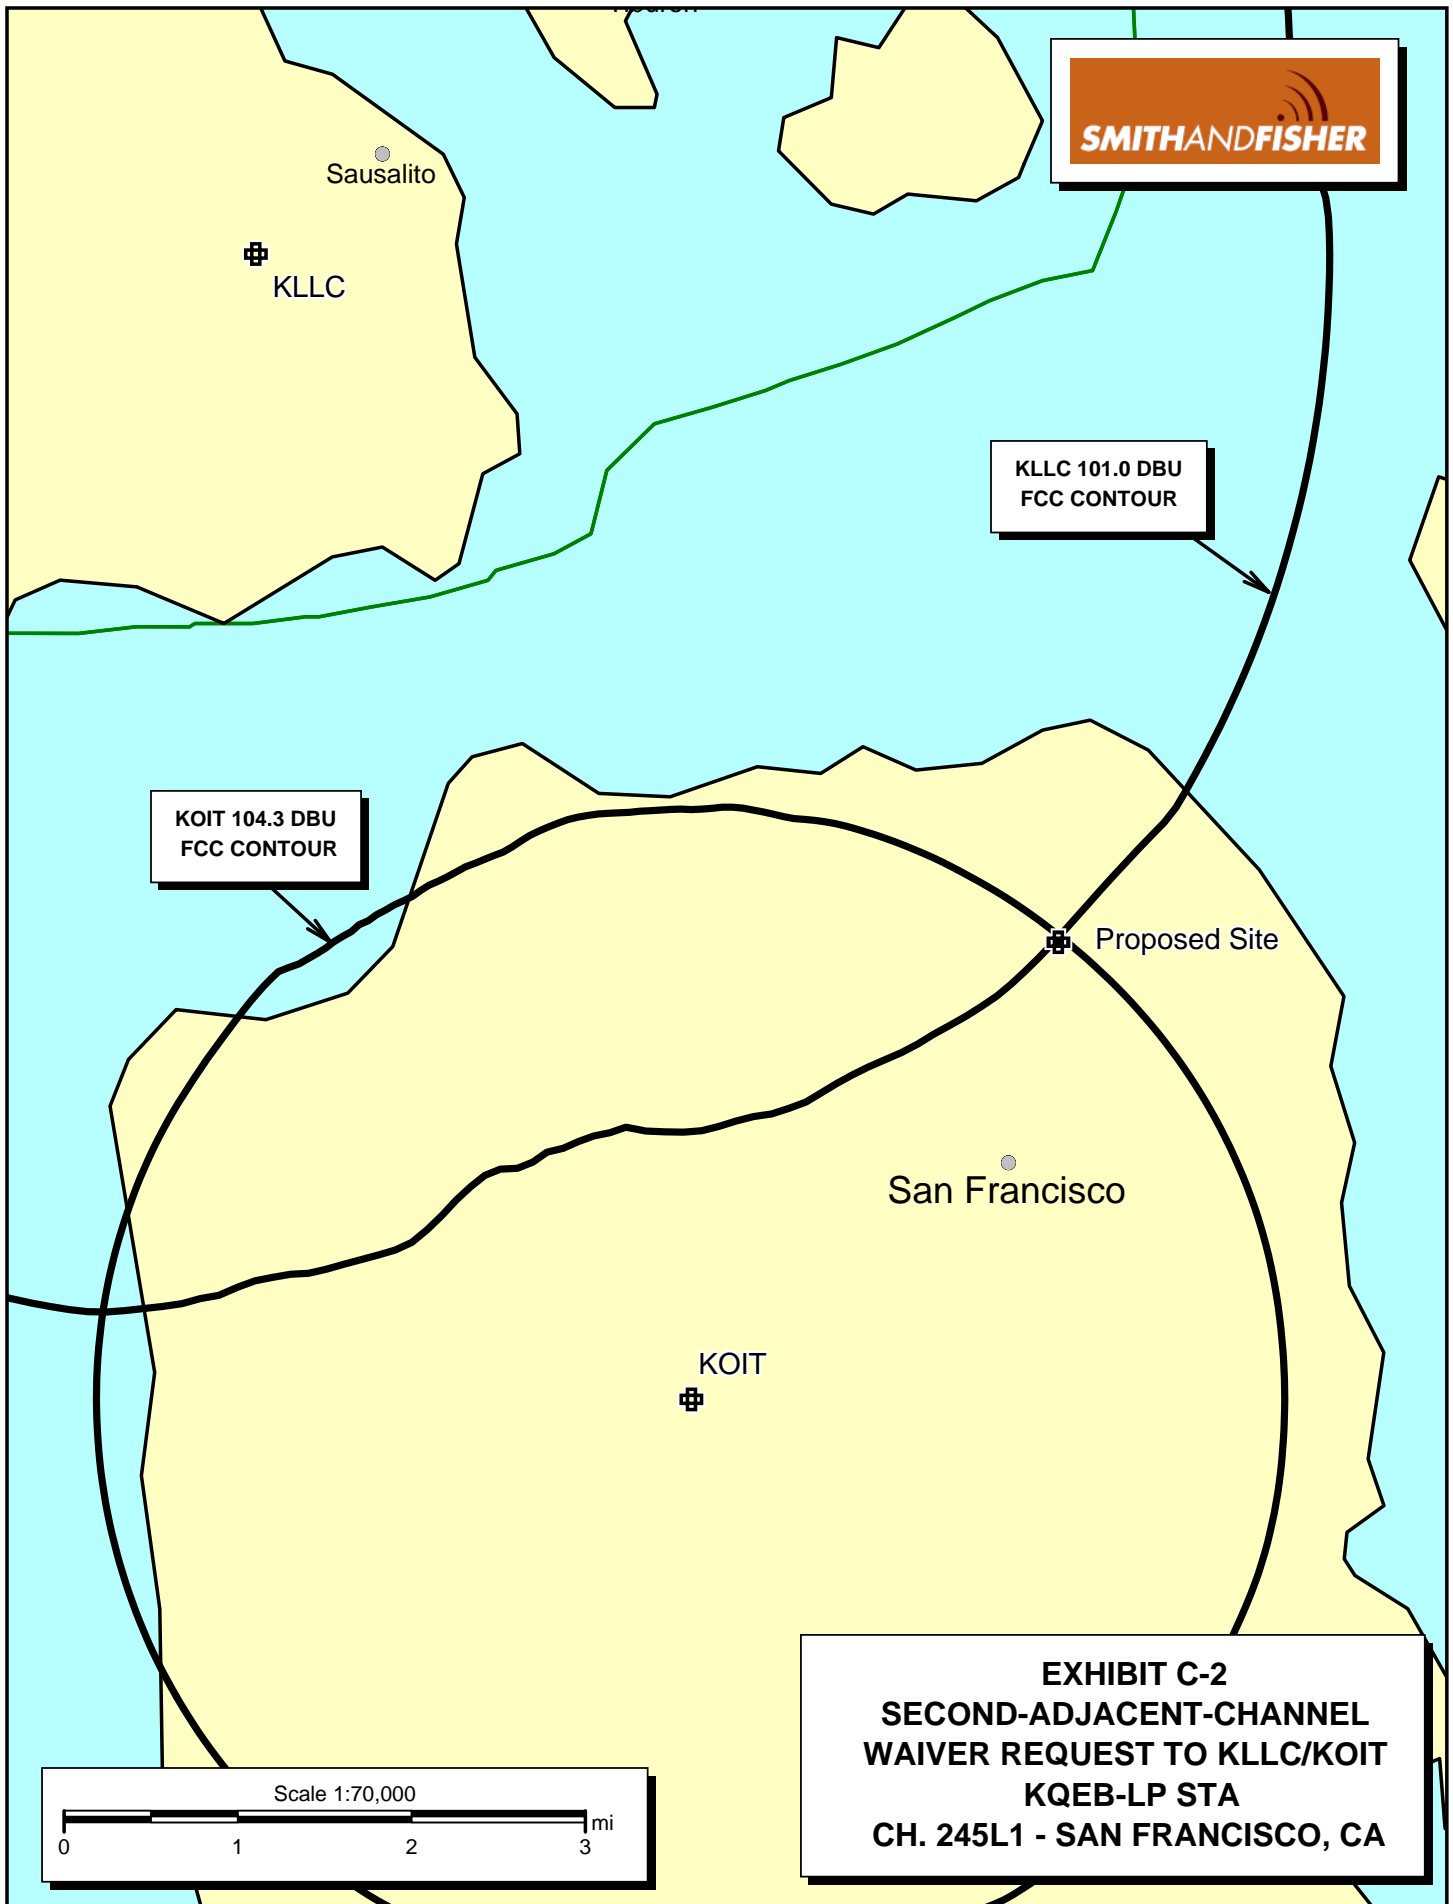 SMITHANDFISHER
Sausalito
KLLC
KLLC 101.0 DBU
FCC CONTOUR
KOIT 104.3 DBU
FCC CONTOUR
Proposed Site
San Francisco
KOIT
EXHIBIT C-2
SECOND-ADJACENT-CHANNEL
WAIVER REQUEST TO KLLC/KOIT
KQEB-LP STA
CH. 245L1 - SAN FRANCISCO, CA
Scale 1:70,000
mi
0 1 2 3